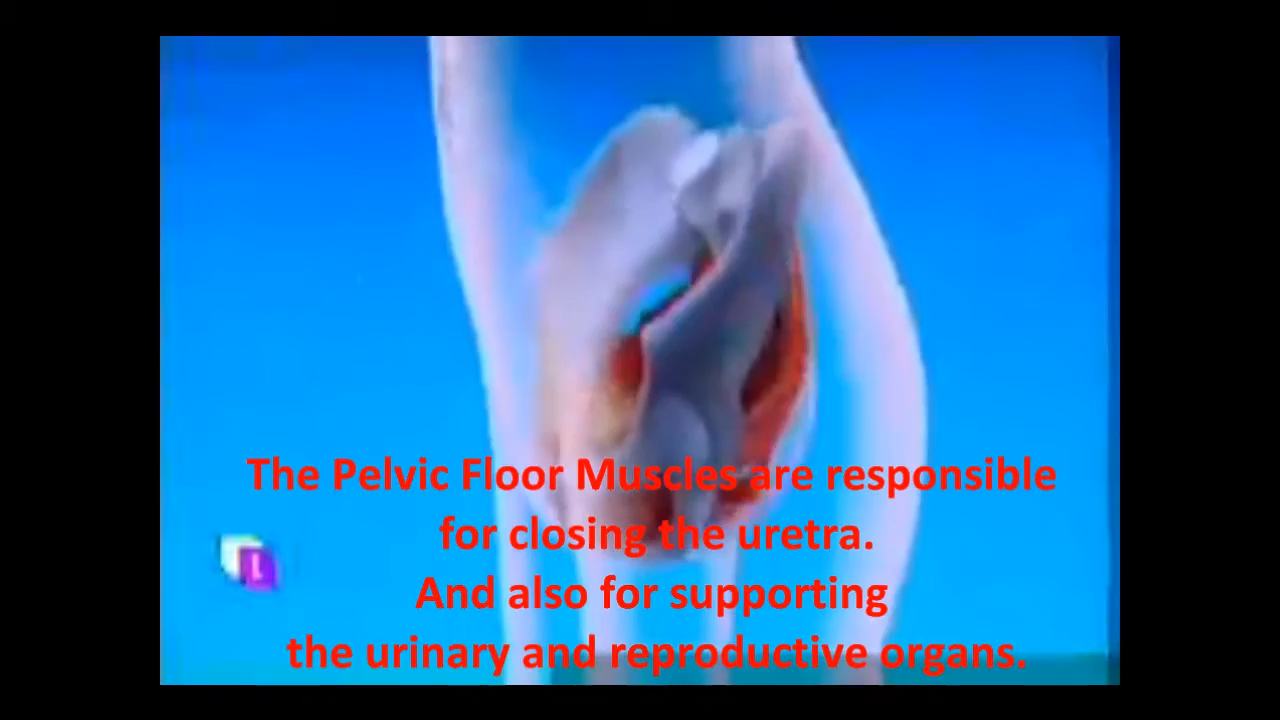 The Pelvic Floor Muscles are responsible
for closing the uretra.
And also for supporting
the urinary and reproductive organs.